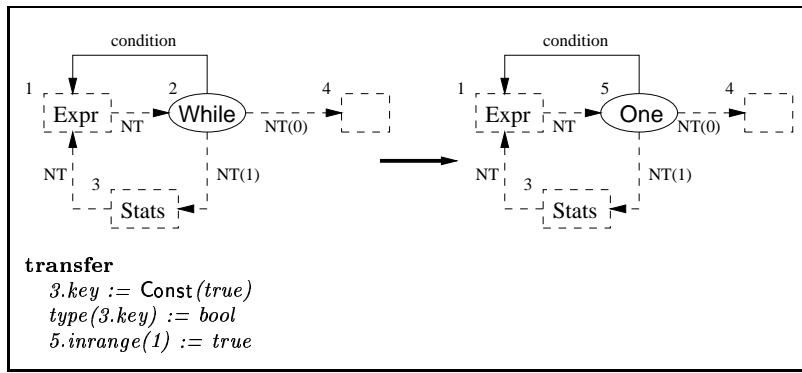 condition
1
2
4
Expr
NT
While
NT(0)
NT
3
NT(1)
Stats
condition
1
5
4
Expr
NT
One
NT(0)
NT
3
NT(1)
Stats
transfer
3.key := Const(true)
type(3.key) := bool
5.inrange(1) := true